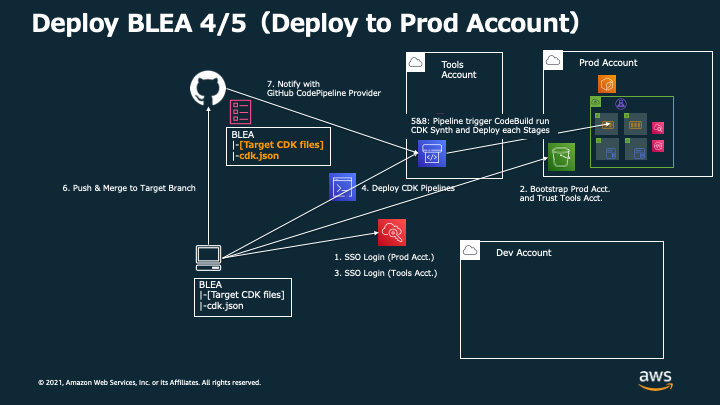 Deploy BLEA 4/5（Deploy to Prod Account）
Tools
Account
Prod Account
7. Notify with
GitHub CodePipeline Provider
5&8: Pipeline trigger CodeBuild run
CDK Synth and Deploy each Stages
BLEA
|-[Target CDK files]
|-cdk.json
6. Push & Merge to Target Branch
4. Deploy CDK Pipelines
2. Bootstrap Prod Acct.
and Trust Tools Acct.
1. SSO Login (Prod Acct.)
3. SSO Login (Tools Acct.)
Dev Account
BLEA
|-[Target CDK files]
|-cdk.json
© 2021, Amazon Web Services, Inc. or its Affiliates. All rights reserved.
aws